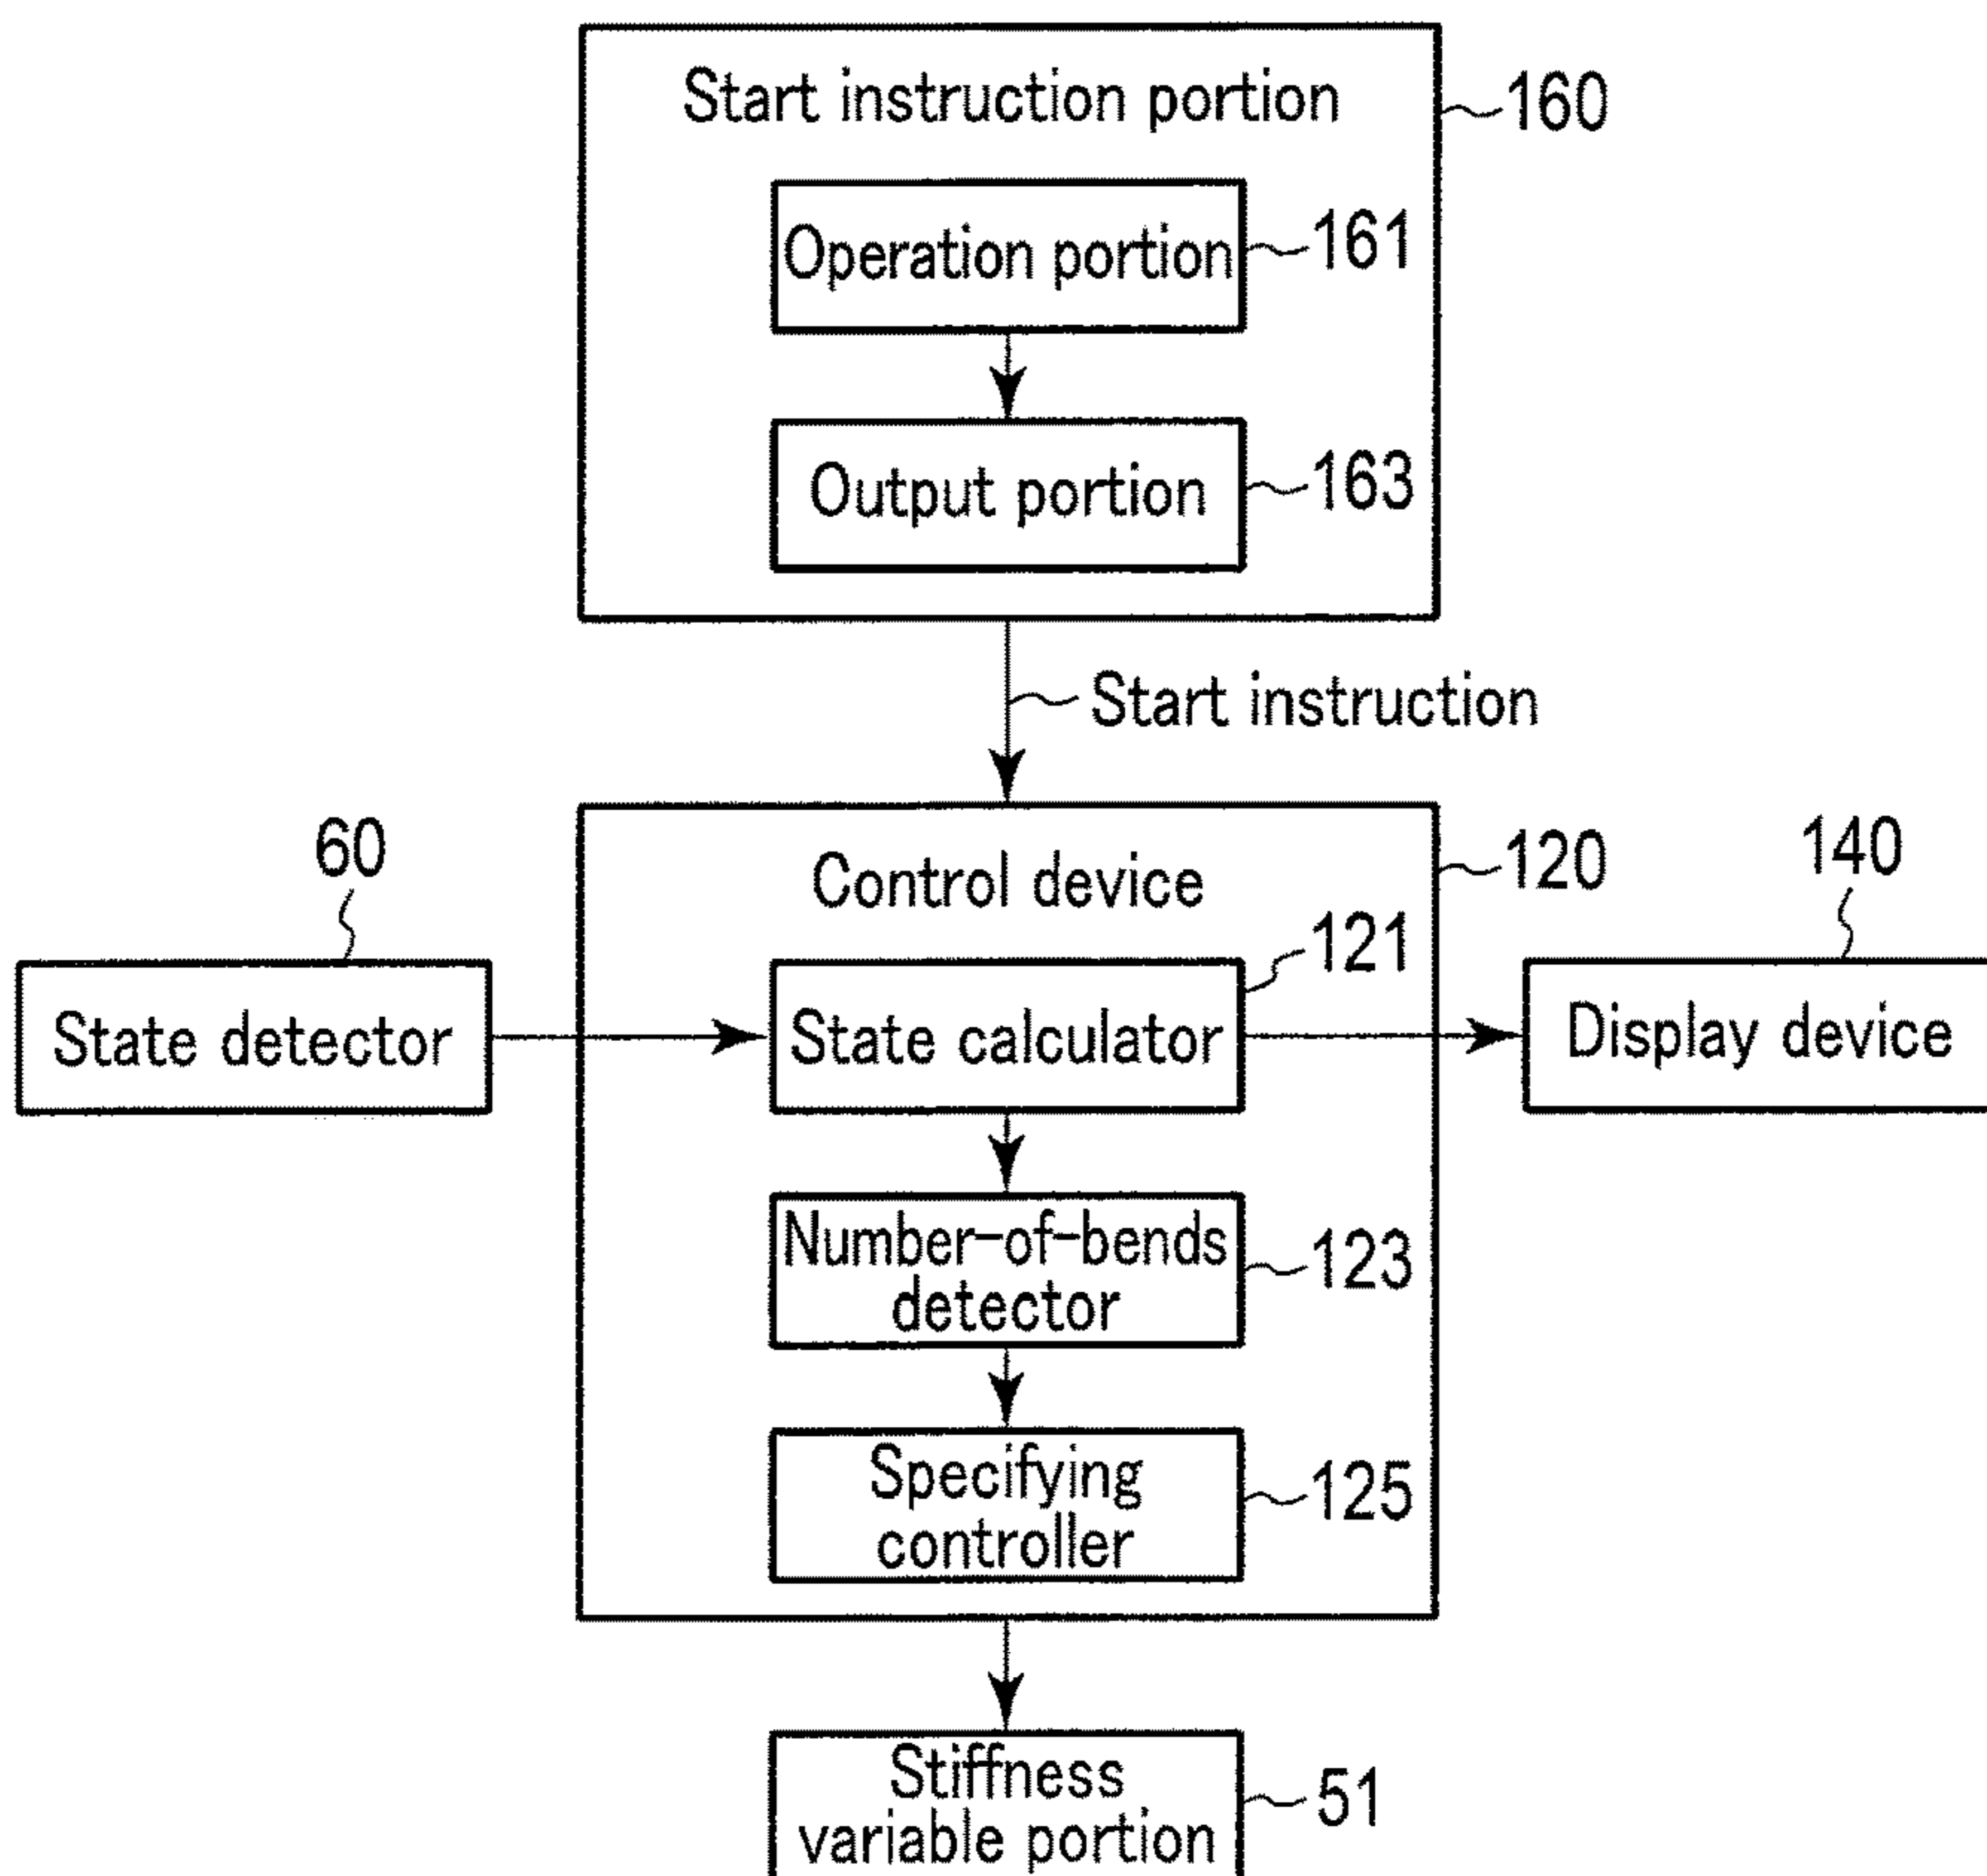 Start instruction portion
160
Operation portion
161
Output portion
163
Start instruction
60
Control device
120
140
121
State detector
State calculator
Display device
Number-of-bends
detector
123
Specifying
controller
125
Stiffness
variable portion
51